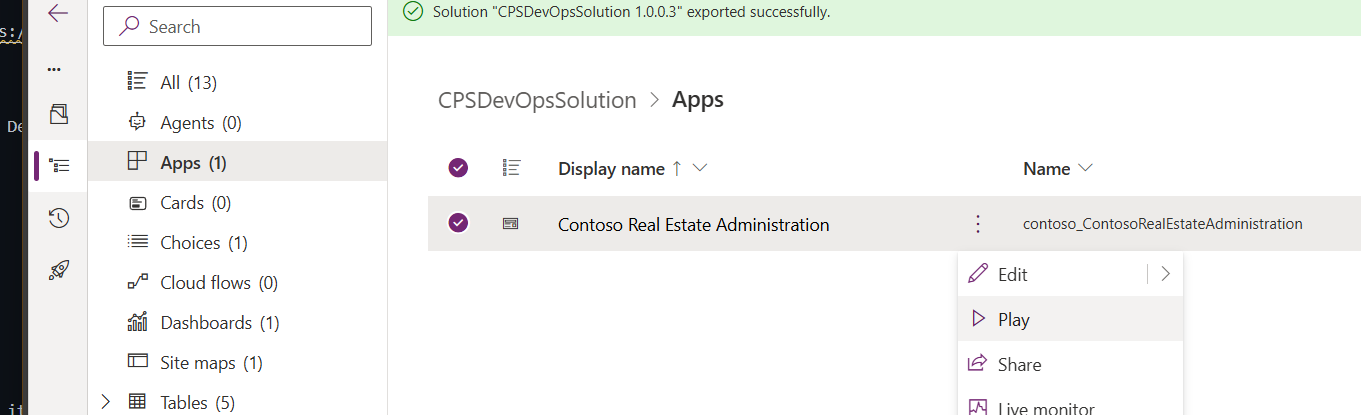 Solution "CPSDevOpsSolution 1.0.0.3" exported successfully.
s:/
Search
...
All (13)
CPSDevOpsSolution > Apps
Agents (0)
De
Apps (1)
Display name ↑
Name
Cards (0)
Contoso Real Estate Administration
contoso_ContosoRealEstateAdministration
Choices (1)
Edit
Cloud flows (0)
Play
Dashboards (1)
Site maps (1)
Share
Tables (5)
Live monitor
it